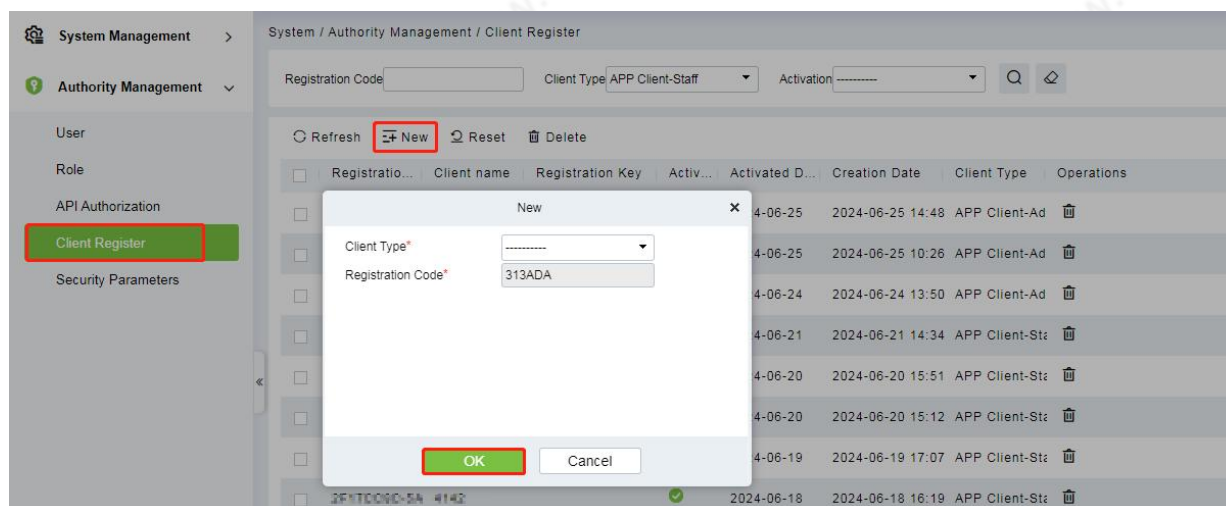 System Management
System / Authority Management / Client Register
Authority Management
Registration Code Client Type APP Client-Staff Activation ----------
User
Refresh New Reset Delete
Role
Registratio... Client name Registration Key Activ... Activated D... Creation Date Client Type Operations
API Authorization
New 4-06-25 2024-06-25 14:48 APP Client-Ad
Client Register
Client Type* ---------- 4-06-25 2024-06-25 10:26 APP Client-Ad
Registration Code* 313ADA
Security Parameters
4-06-24 2024-06-24 13:50 APP Client-Ad
4-06-21 2024-06-21 14:34 APP Client-Sta
4-06-20 2024-06-20 15:51 APP Client-Sta
4-06-20 2024-06-20 15:12 APP Client-Sta
OK Cancel 4-06-19 2024-06-19 17:07 APP Client-Sta
4142 2024-06-18 2024-06-18 16:19 APP Client-Sta